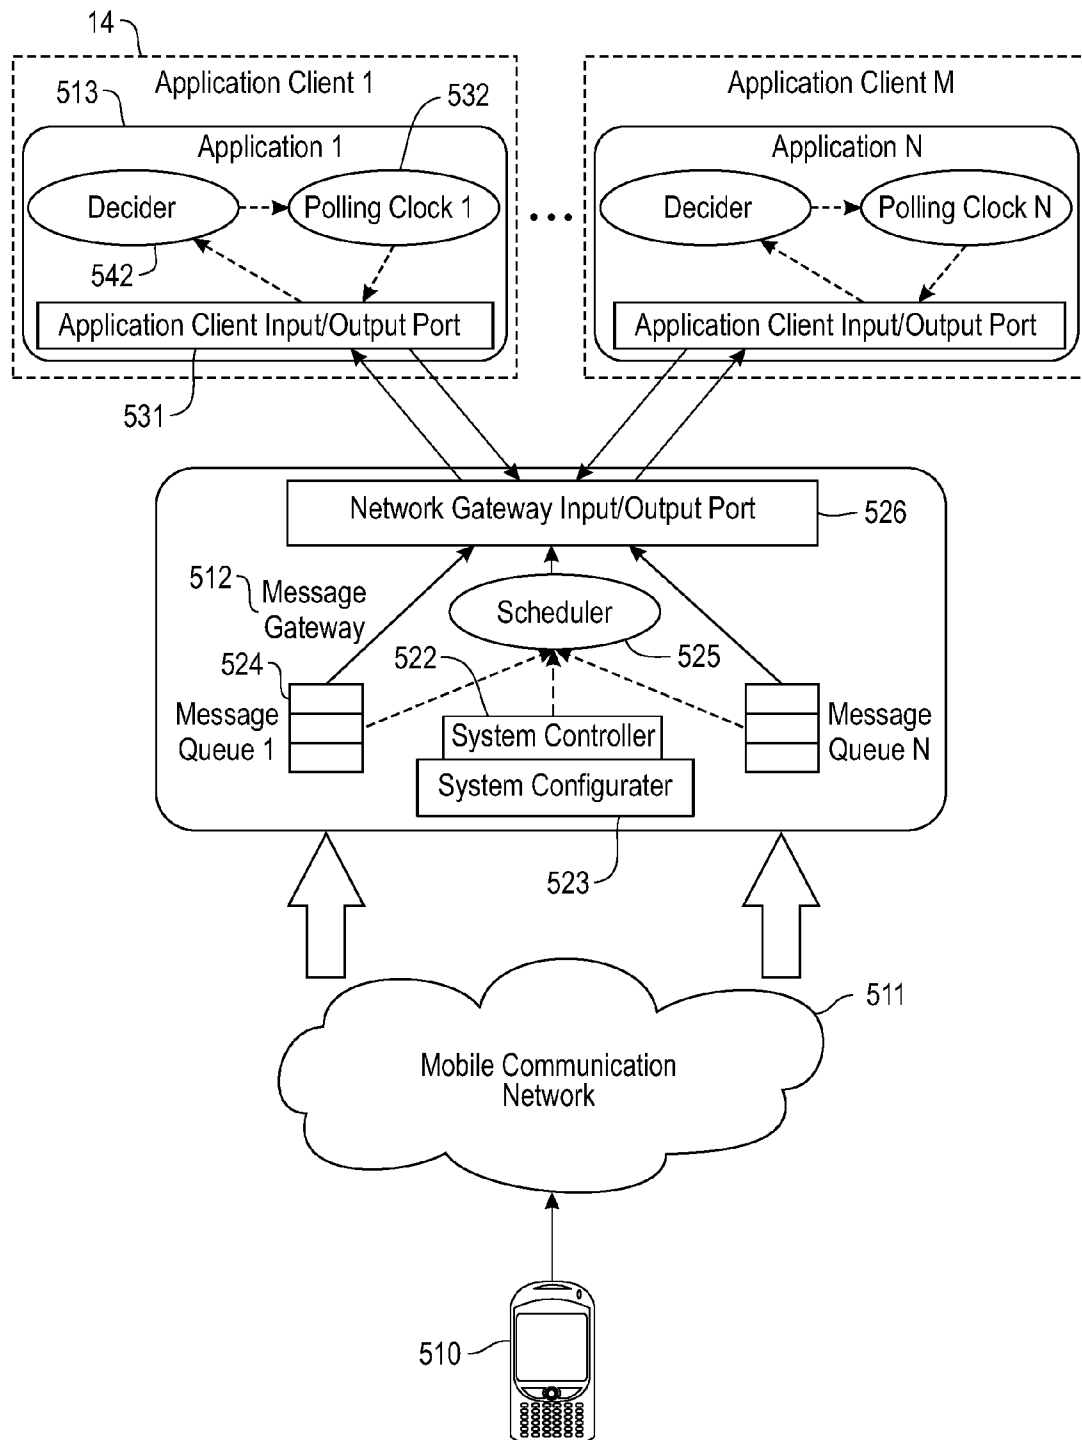 14
Application Client 1
Application Client M
513
532
Application 1
Application N
Decider
Polling Clock 1
...
Decider
Polling Clock N
542
Application Client Input/Output Port
Application Client Input/Output Port
531
Network Gateway Input/Output Port
526
512
Message
Gateway
Scheduler
522
525
524
Message
Queue 1
System Controller
Message
Queue N
System Configurater
523
511
Mobile Communication
Network
510